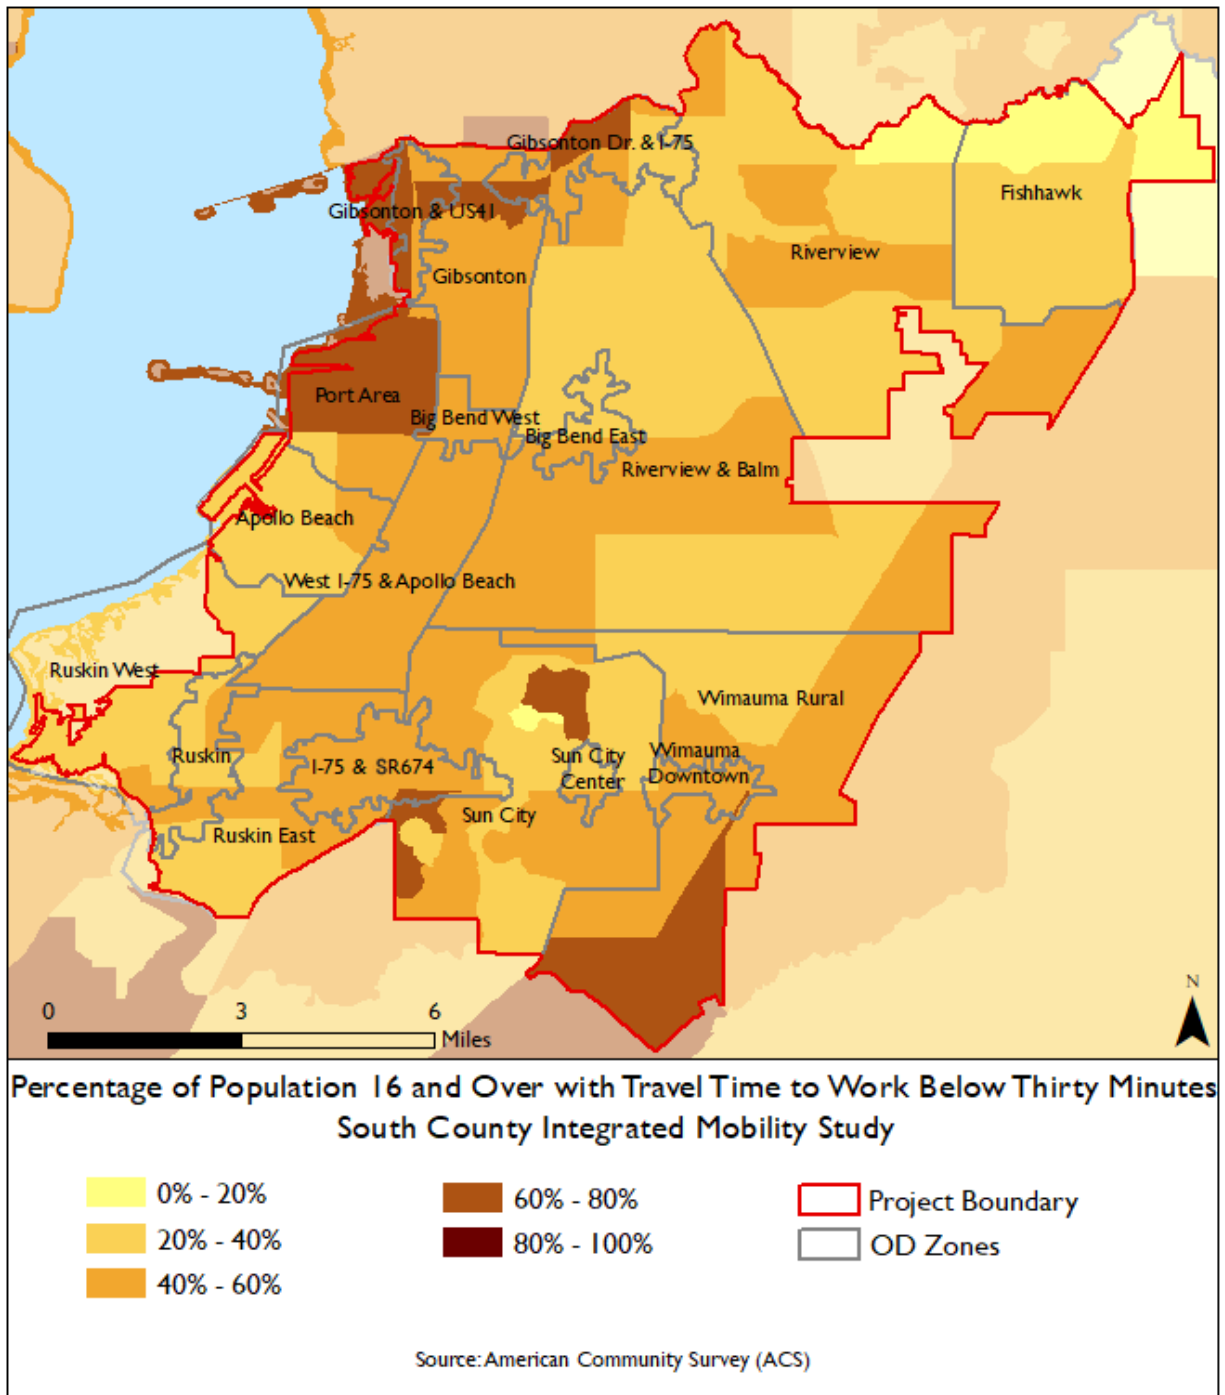 Gibsonton Dr. & I-75
Fishhawk
Gibsonton & US41
Riverview
Gibsonton
Port Area
Big Bend West
Big Bend East
Riverview & Balm
Apollo Beach
West I-75 & Apollo Beach
Ruskin West
Wimauma Rural
Ruskin
I-75 & SR674
Sun City
Center
Wimauma
Downtown
Sun City
Ruskin East
N
0 3 6
Miles
Percentage of Population 16 and Over with Travel Time to Work Below Thirty Minutes
South County Integrated Mobility Study
0% - 20%
20% - 40%
40% - 60%
60% - 80%
80% - 100%
Project Boundary
OD Zones
Source: American Community Survey (ACS)